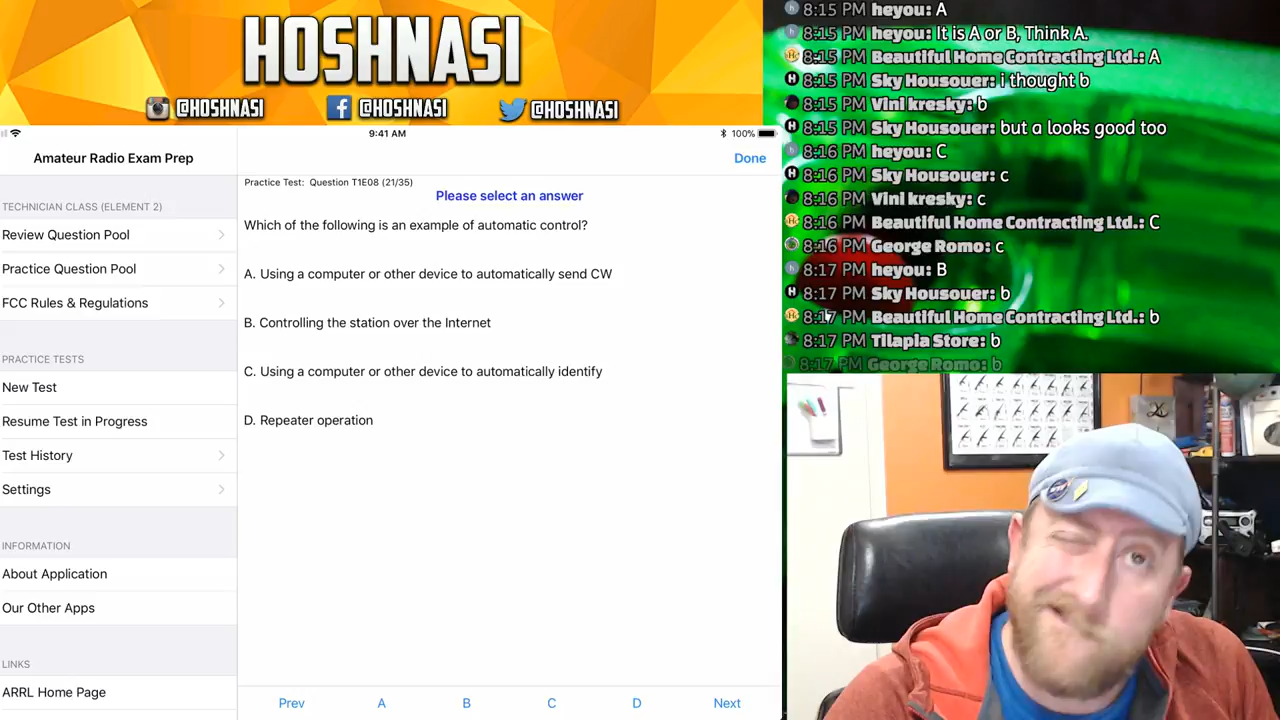 HOSHNASI
@HOSHNASI @HOSHNASI @HOSHNASI
9:41 AM 100%
Amateur Radio Exam Prep
Done
TECHNICIAN CLASS (ELEMENT 2)
Review Question Pool
Practice Question Pool
FCC Rules & Regulations
PRACTICE TESTS
New Test
Resume Test in Progress
Test History
Settings
INFORMATION
About Application
Our Other Apps
LINKS
ARRL Home Page
Practice Test: Question T1E08 (21/35)
Please select an answer
Which of the following is an example of automatic control?
A. Using a computer or other device to automatically send CW
B. Controlling the station over the Internet
C. Using a computer or other device to automatically identify
D. Repeater operation
Prev A B C D Next
8:15 PM heyou: A
8:15 PM heyou: It is A or B, Think A.
8:15 PM Beautiful Home Contracting Ltd.: A
8:15 PM Sky Housouer: i thought b
8:15 PM Vini kresky: b
8:15 PM Sky Housouer: but a looks good too
8:16 PM heyou: C
8:16 PM Sky Housouer: c
8:16 PM Vini kresky: c
8:16 PM Beautiful Home Contracting Ltd.: C
8:16 PM George Romo: c
8:17 PM heyou: B
8:17 PM Sky Housouer: b
8:17 PM Beautiful Home Contracting Ltd.: b
8:17 PM Tilapia Store: b
8:17 PM George Romo: b